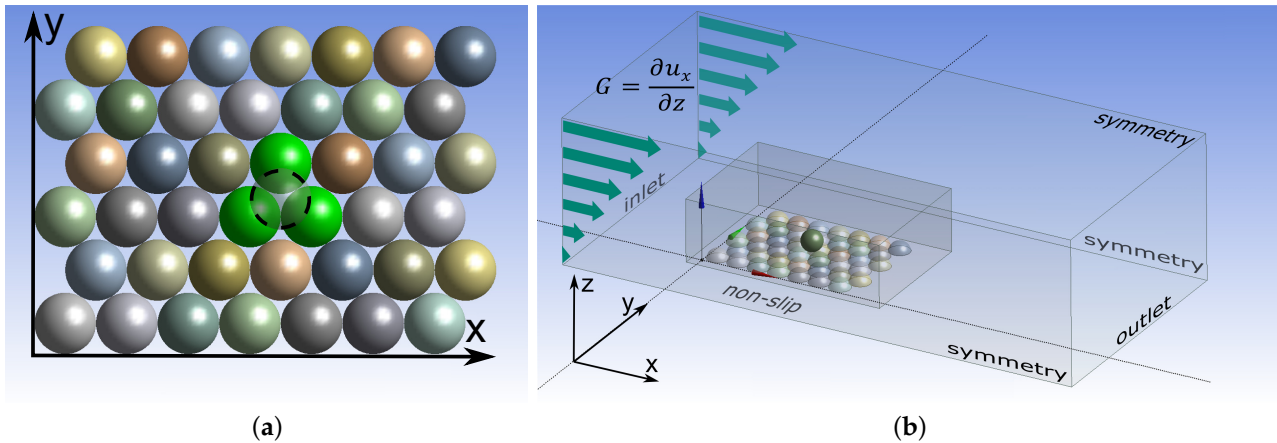 y
x
(a)
G = ∂u_x/∂z
inlet
symmetry
symmetry
outlet
symmetry
non-slip
z
y
x
(b)